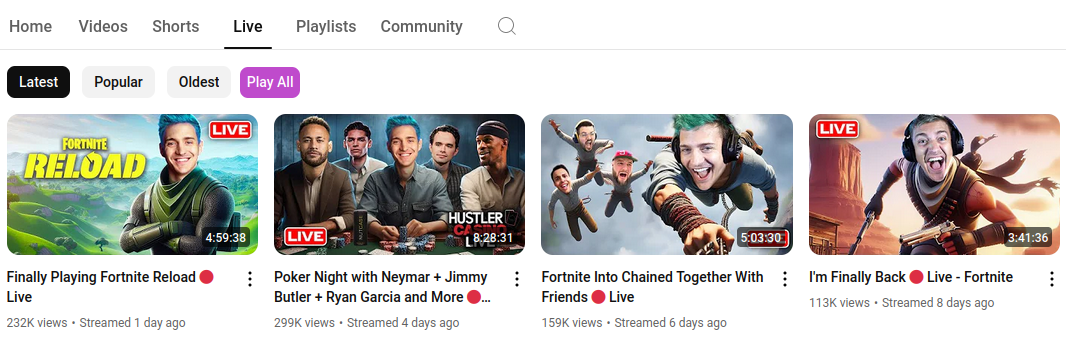 Home Videos Shorts Live Playlists Community
Latest Popular Oldest Play All
LIVE
FORTNITE
RELOAD
4:59:38
LIVE
HUSTLER
CASINO
8:28:31
5:03:30
LIVE
3:41:36
Finally Playing Fortnite Reload 🔴
Live
232K views • Streamed 1 day ago
Poker Night with Neymar + Jimmy
Butler + Ryan Garcia and More 🔴...
299K views • Streamed 4 days ago
Fortnite Into Chained Together With
Friends 🔴 Live
159K views • Streamed 6 days ago
I'm Finally Back 🔴 Live - Fortnite
113K views • Streamed 8 days ago